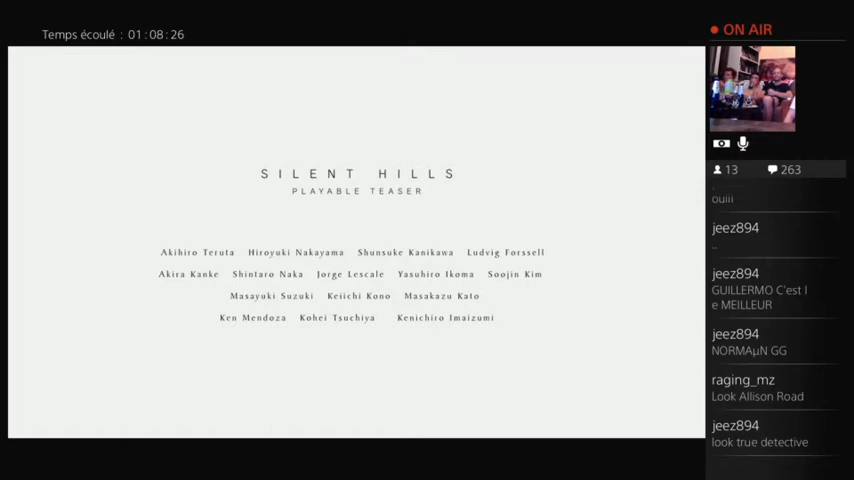 Temps écoulé : 01:08:26
ON AIR
SILENT HILLS
PLAYABLE TEASER
Akihiro Teruta Hiroyuki Nakayama Shunsuke Kanikawa Ludvig Forssell
Akira Kanke Shintaro Naka Jorge Lescale Yasuhiro Ikoma Soojin Kim
Masayuki Suzuki Keiichi Kono Masakazu Kato
Ken Mendoza Kohei Tsuchiya Kenichiro Imaizumi
13 263
ouiii
jeez894
..
jeez894
GUILLERMO C'est l
e MEILLEUR
jeez894
NORMAµN GG
raging_mz
Look Allison Road
jeez894
look true detective